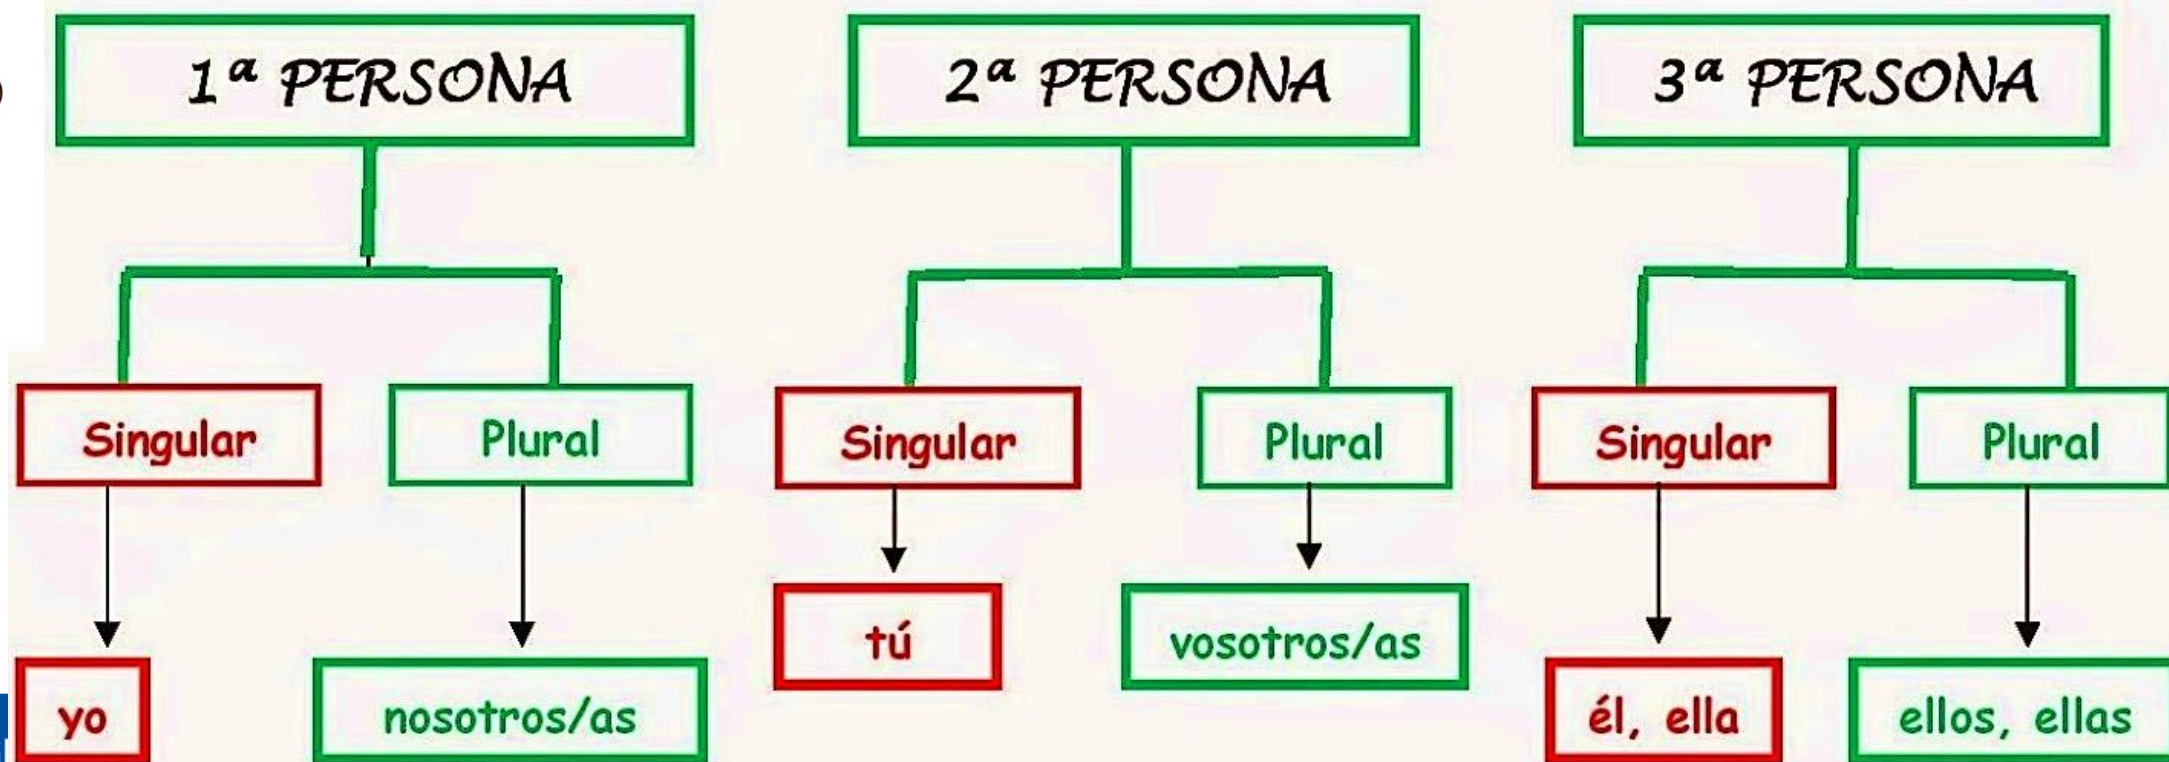 1ª PERSONA
2ª PERSONA
3ª PERSONA
Singular
Plural
Singular
Plural
Singular
Plural
tú
vosotros/as
yo
nosotros/as
él, ella
ellos, ellas